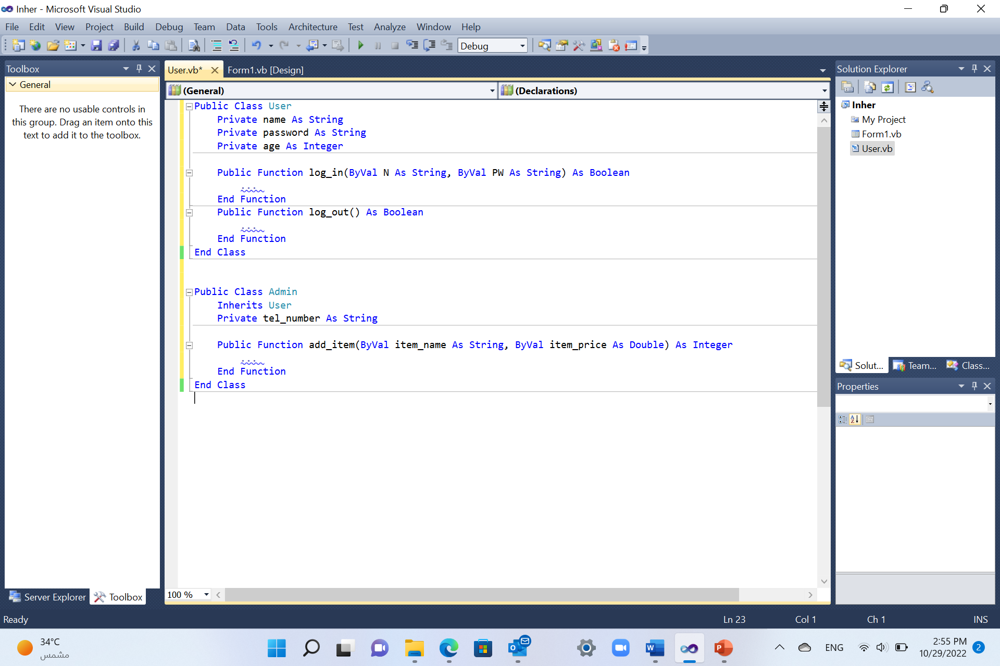 Inher - Microsoft Visual Studio
File Edit View Project Build Debug Team Data Tools Architecture Test Analyze Window Help
Debug
Toolbox
General
There are no usable controls in
this group. Drag an item onto this
text to add it to the toolbox.
Server Explorer Toolbox
User.vb* Form1.vb [Design]
(General) (Declarations)
Public Class User
Private name As String
Private password As String
Private age As Integer
Public Function log_in(ByVal N As String, ByVal PW As String) As Boolean
....
End Function
Public Function log_out() As Boolean
....
End Function
End Class
Public Class Admin
Inherits User
Private tel_number As String
Public Function add_item(ByVal item_name As String, ByVal item_price As Double) As Integer
....
End Function
End Class
100 %
Solution Explorer
Inher
My Project
Form1.vb
User.vb
Solut... Team... Class...
Properties
Ready Ln 23 Col 1 Ch 1 INS
34°C
مشمس
ENG
2:55 PM
10/29/2022
2